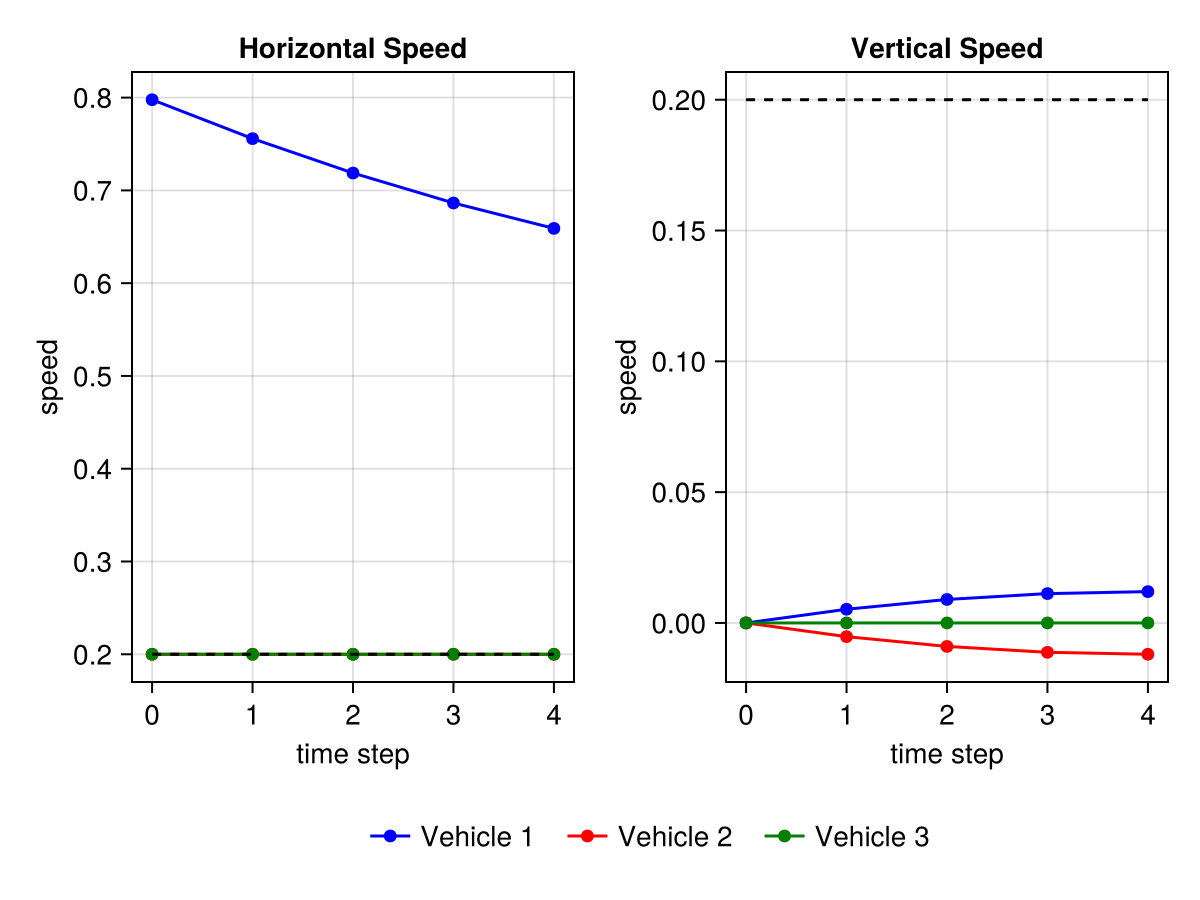 Horizontal Speed
0.8
0.7
0.6
0.5
0.4
0.3
0.2
speed
0 1 2 3 4
time step
Vertical Speed
0.20
0.15
0.10
0.05
0.00
speed
0 1 2 3 4
time step
Vehicle 1 Vehicle 2 Vehicle 3